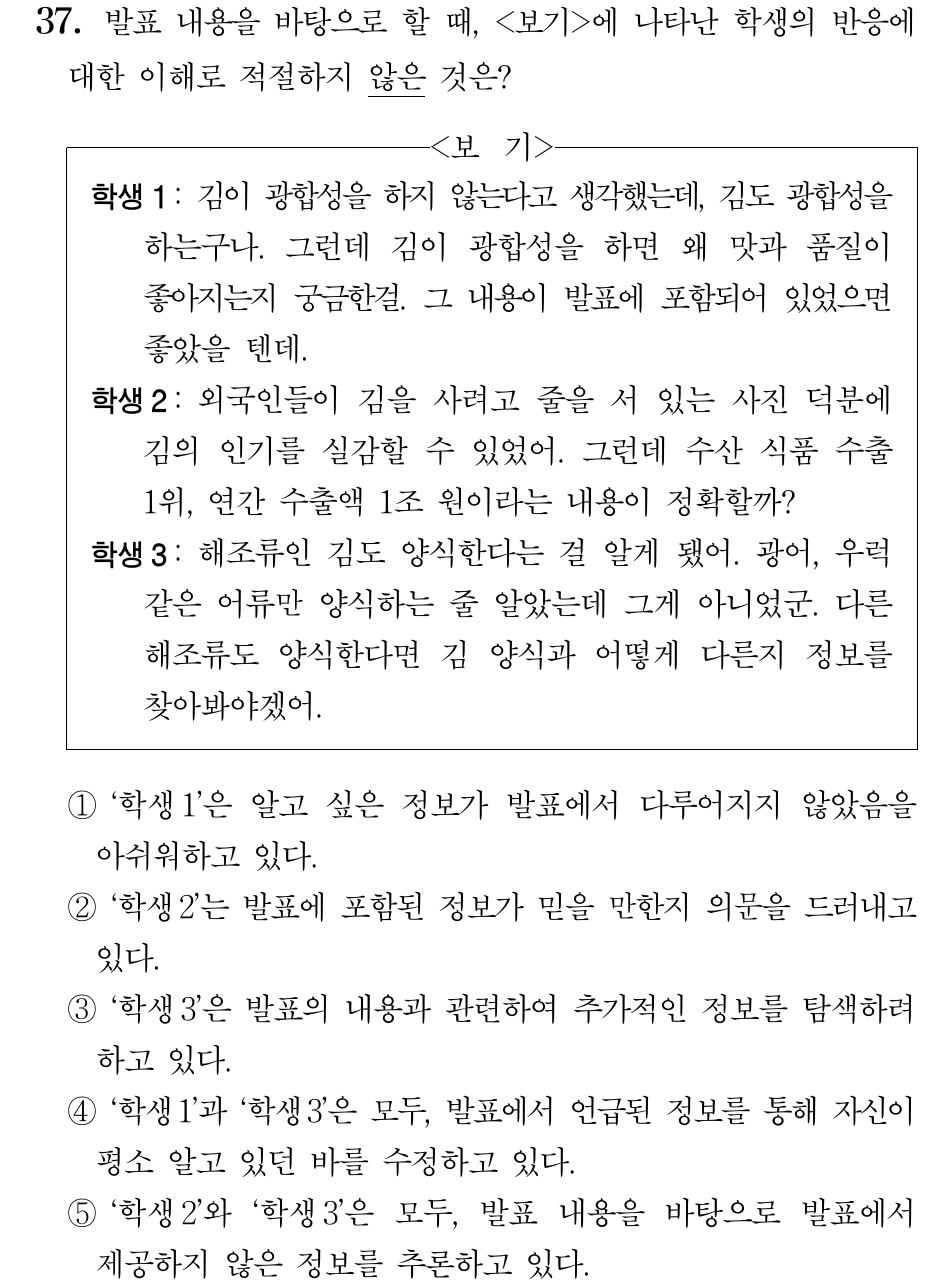 37. 발표 내용을 바탕으로 할 때, <보기>에 나타난 학생의 반응에
대한 이해로 적절하지 않은 것은?
<보 기>
학생 1 : 김이 광합성을 하지 않는다고 생각했는데, 김도 광합성을
하는구나. 그런데 김이 광합성을 하면 왜 맛과 품질이
좋아지는지 궁금한걸. 그 내용이 발표에 포함되어 있었으면
좋았을 텐데.
학생 2 : 외국인들이 김을 사려고 줄을 서 있는 사진 덕분에
김의 인기를 실감할 수 있었어. 그런데 수산 식품 수출
1위, 연간 수출액 1조 원이라는 내용이 정확할까?
학생 3 : 해조류인 김도 양식한다는 걸 알게 됐어. 광어, 우럭
같은 어류만 양식하는 줄 알았는데 그게 아니었군. 다른
해조류도 양식한다면 김 양식과 어떻게 다른지 정보를
찾아봐야겠어.
① ‘학생 1’은 알고 싶은 정보가 발표에서 다루어지지 않았음을
아쉬워하고 있다.
② ‘학생 2’는 발표에 포함된 정보가 믿을 만한지 의문을 드러내고
있다.
③ ‘학생 3’은 발표의 내용과 관련하여 추가적인 정보를 탐색하려
하고 있다.
④ ‘학생 1’과 ‘학생 3’은 모두, 발표에서 언급된 정보를 통해 자신이
평소 알고 있던 바를 수정하고 있다.
⑤ ‘학생 2’와 ‘학생 3’은 모두, 발표 내용을 바탕으로 발표에서
제공하지 않은 정보를 추론하고 있다.